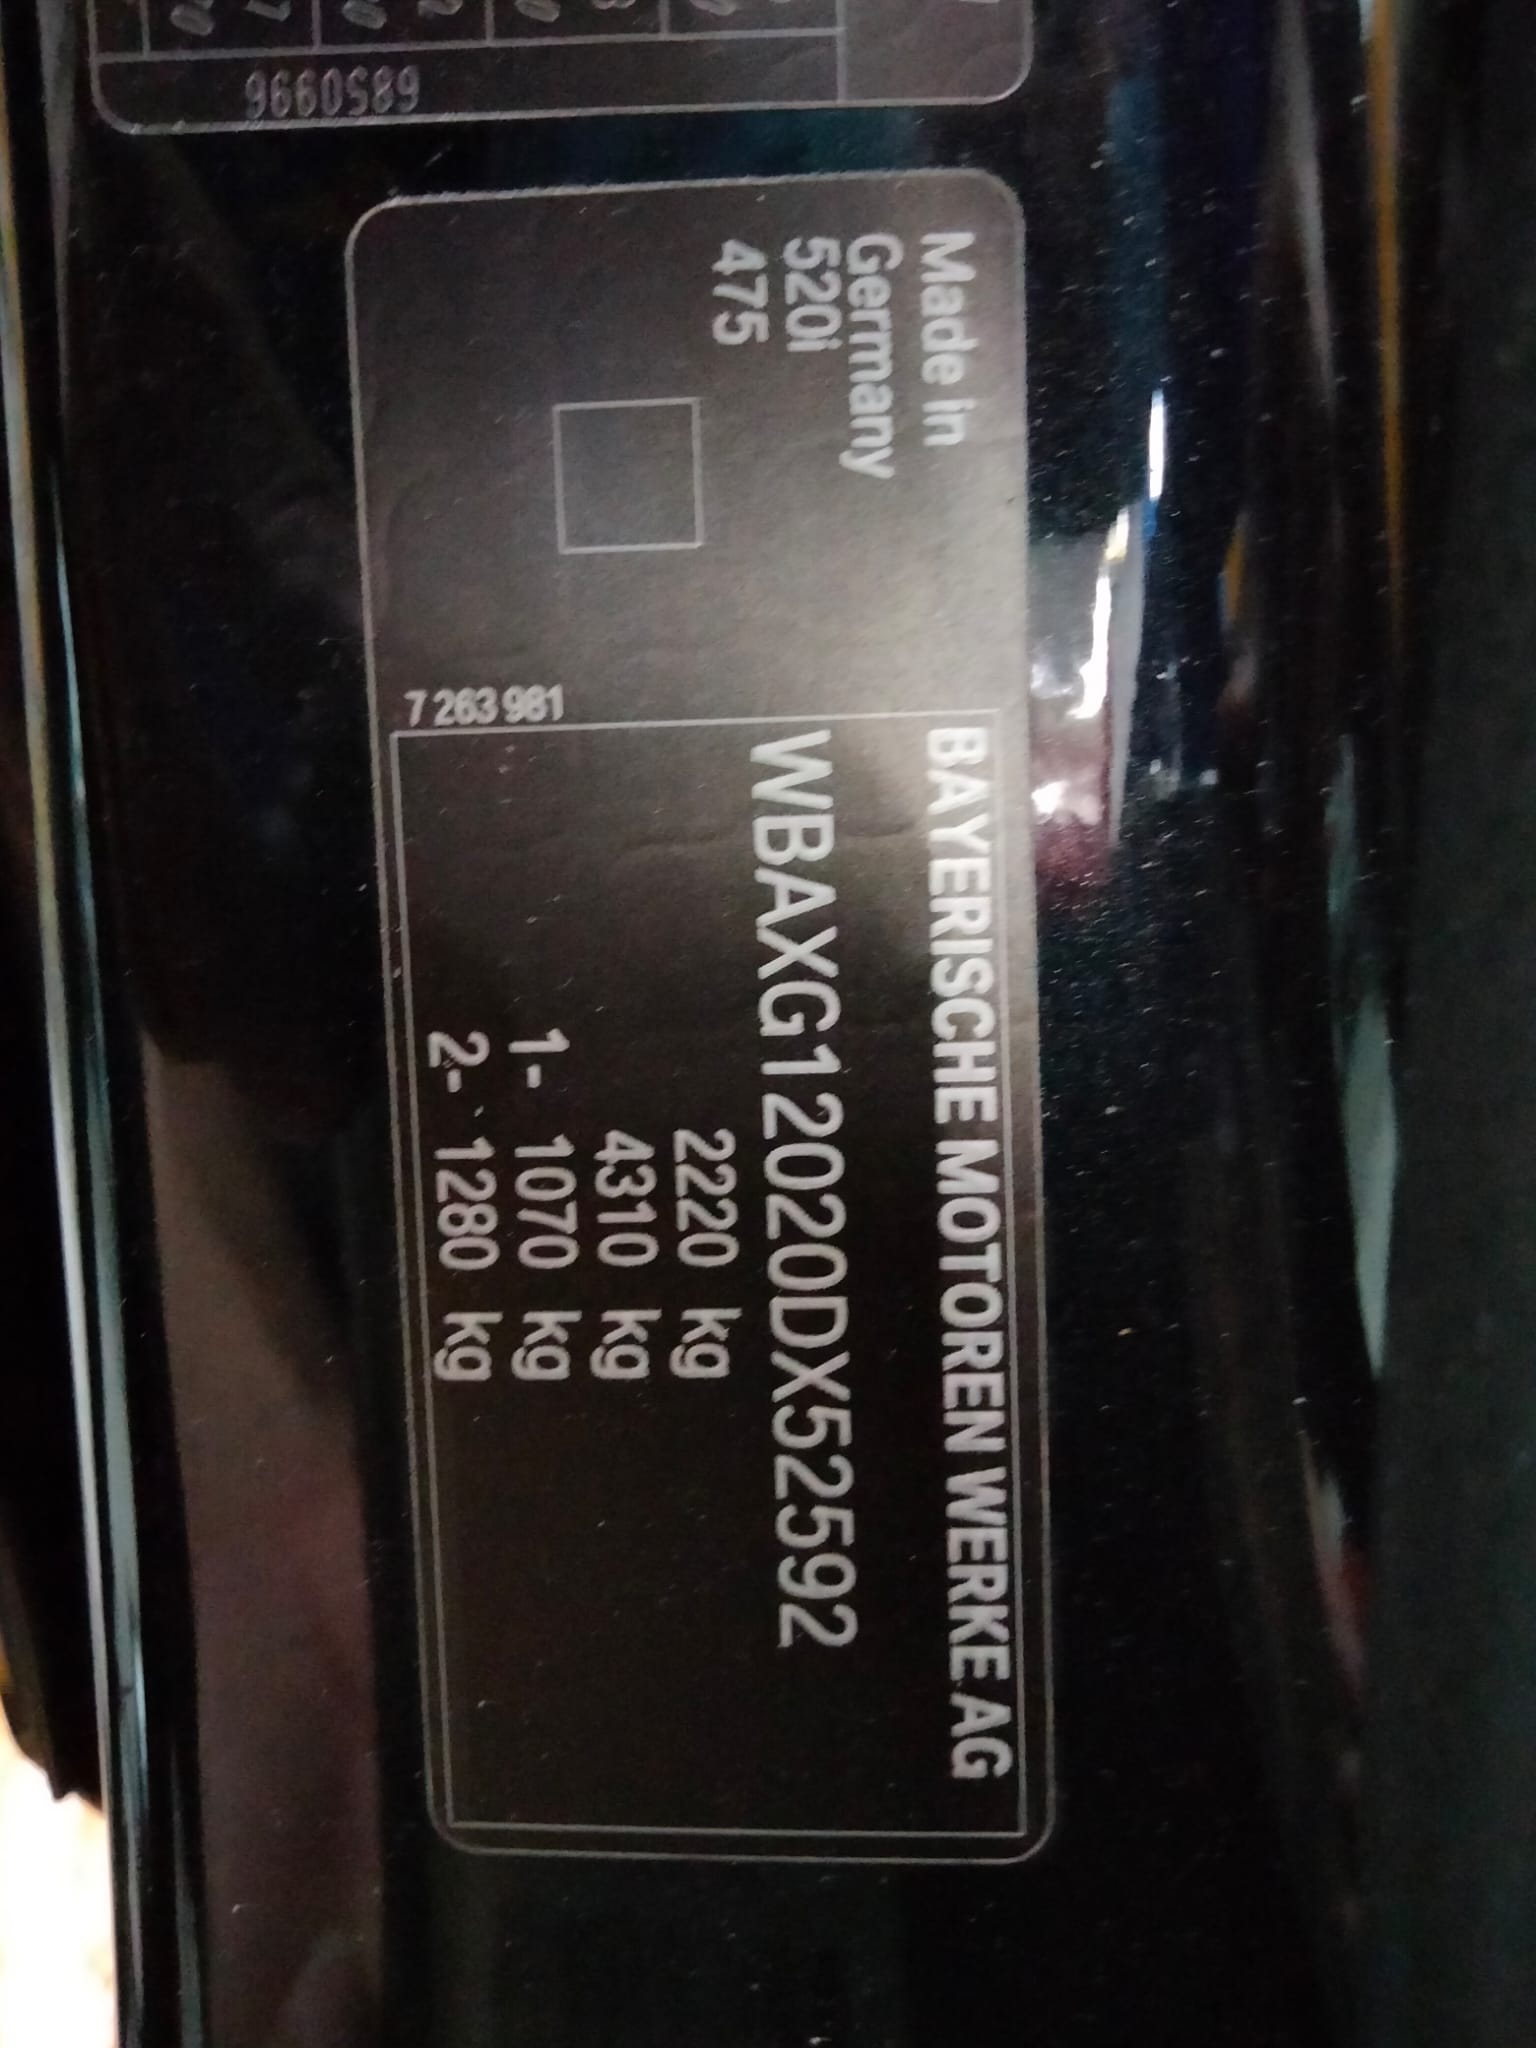 Made in
Germany
520i
475
7 263 981
BAYERISCHE MOTOREN WERKE AG
WBAXG12020DX52592
2220 kg
4310 kg
1- 1070 kg
2- 1280 kg
6850996